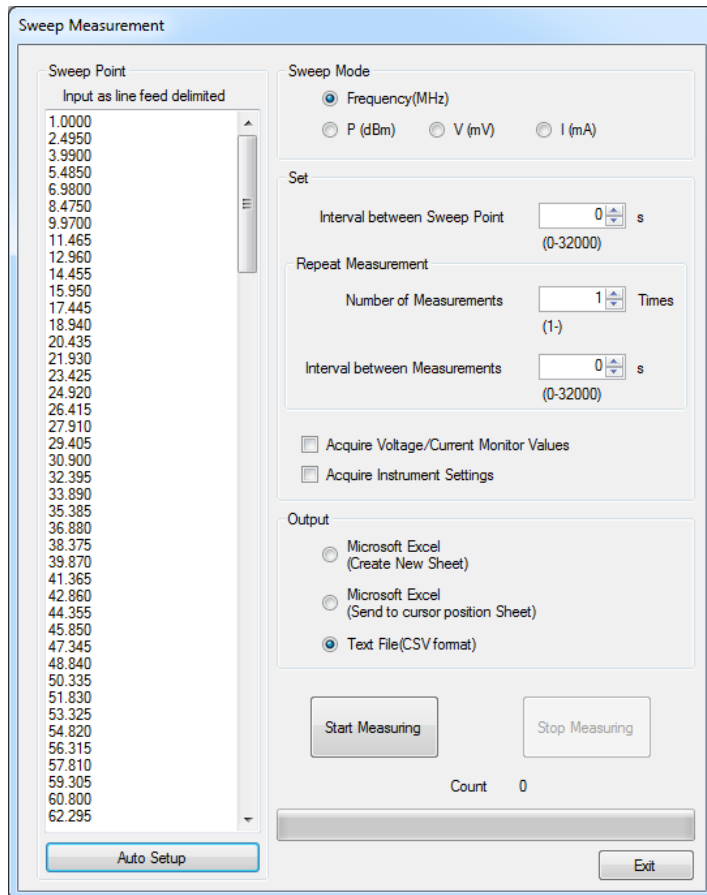 Sweep Measurement
Sweep Point
Input as line feed delimited
1.0000
2.4950
3.9900
5.4850
6.9800
8.4750
9.9700
11.465
12.960
14.455
15.950
17.445
18.940
20.435
21.930
23.425
24.920
26.415
27.910
29.405
30.900
32.395
33.890
35.385
36.880
38.375
39.870
41.365
42.860
44.355
45.850
47.345
48.840
50.335
51.830
53.325
54.820
56.315
57.810
59.305
60.800
62.295
Auto Setup
Sweep Mode
Frequency(MHz)
P (dBm) V (mV) I (mA)
Set
Interval between Sweep Point 0 s
(0-32000)
Repeat Measurement
Number of Measurements 1 Times
(1-)
Interval between Measurements 0 s
(0-32000)
Acquire Voltage/Current Monitor Values
Acquire Instrument Settings
Output
Microsoft Excel
(Create New Sheet)
Microsoft Excel
(Send to cursor position Sheet)
Text File(CSV format)
Start Measuring Stop Measuring
Count 0
Exit